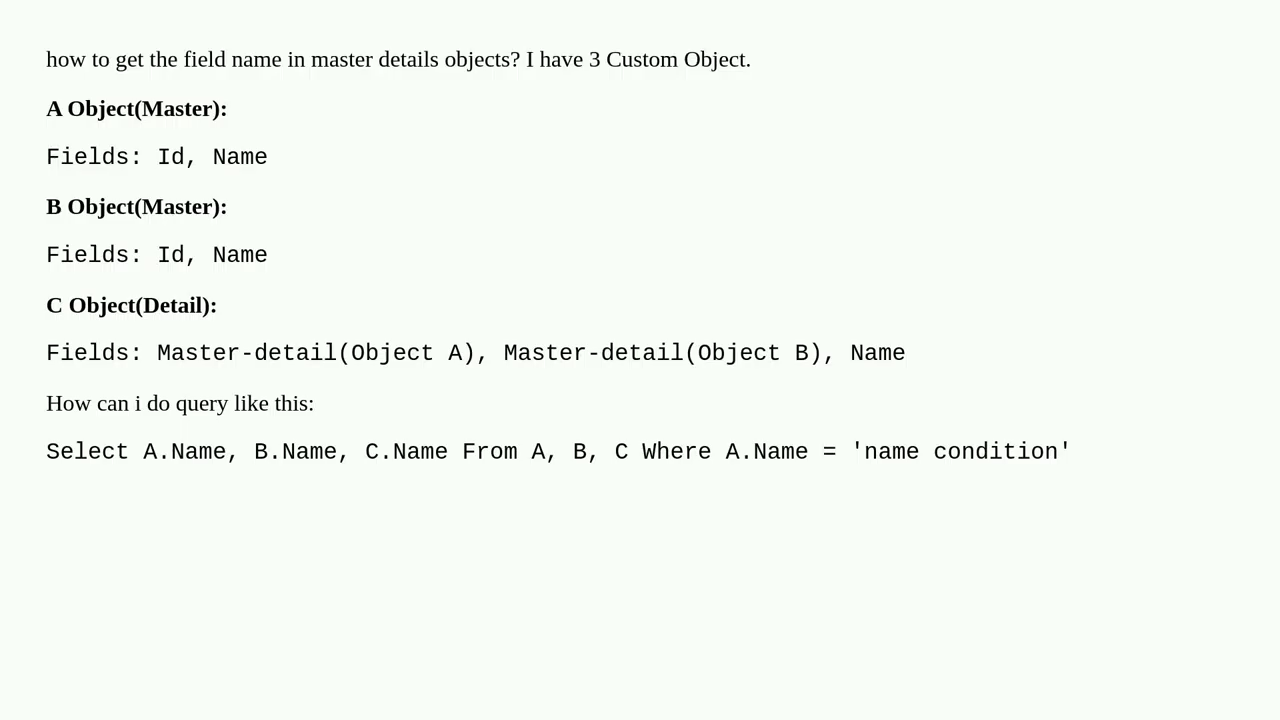 how to get the field name in master details objects? I have 3 Custom Object.
A Object(Master):
Fields: Id, Name
B Object(Master):
Fields: Id, Name
C Object(Detail):
Fields: Master-detail(Object A), Master-detail(Object B), Name
How can i do query like this:
Select A.Name, B.Name, C.Name From A, B, C Where A.Name = 'name condition'